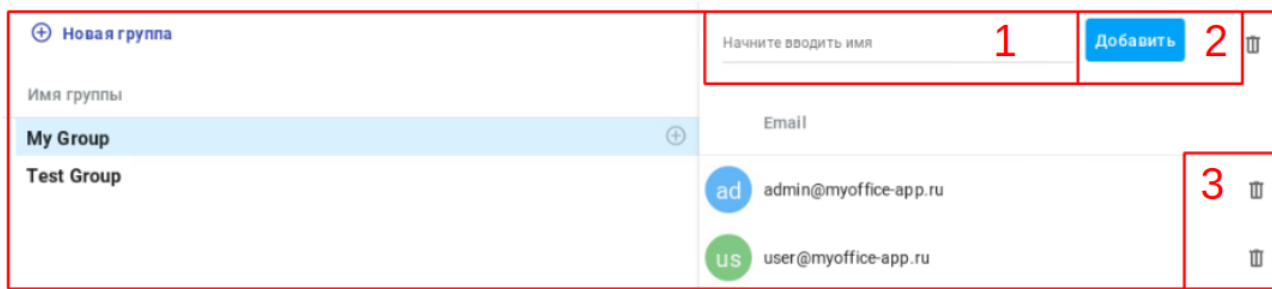 Новая группа
Начните вводить имя
1
Добавить
2
Имя группы
Email
My Group
Test Group
ad
admin@myoffice-app.ru
3
us
user@myoffice-app.ru